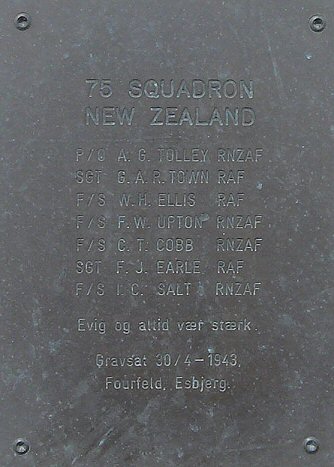 75 SQUADRON
NEW ZEALAND
P/O A. G. TOLLEY RNZAF
SGT G. A. R. TOWN RAF
F/S W. H. ELLIS RAF
F/S F. W. UPTON RNZAF
F/S C. T. COBB RNZAF
SGT F. J. EARLE RAF
F/S I. C. SALT RNZAF
Evig og altid vær stærk.
Gravsat 30/4-1943,
Fourfeld, Esbjerg.